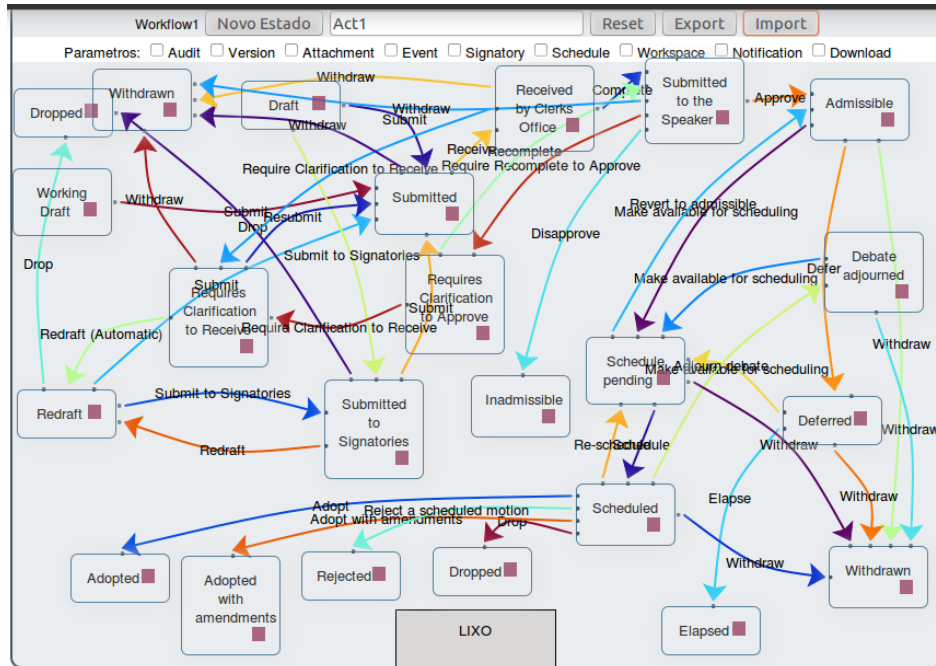 Workflow1 Novo Estado Act1 Reset Export Import
Parametros: Audit Version Attachment Event Signatory Schedule Workspace Notification Download
Dropped
Withdrawn
Draft
Withdraw
Received
by Clerks
Office
Complete
Submitted
to the
Speaker
Approve
Admissible
Withdraw
Submit
Withdraw
Receive
Recomplete
Require Clarification to Receive
Require Recomplete to Approve
Working
Draft
Withdraw
Submitted
Submit
Resubmit
Drop
Revert to admissible
Make available for scheduling
Disapprove
Debate
adjourned
Drop
Submit to Signatories
Submit
Requires
Clarification
to Receive
Requires
Clarification
to Approve
Make available for scheduling
Defer
Submit
Redraft (Automatic)
Require Clarification to Receive
Withdraw
Schedule
pending
Adjourn debate
Make available for scheduling
Redraft
Submit to Signatories
Submitted
to
Signatories
Inadmissible
Deferred
Withdraw
Redraft
Re-schedule
Schedule
Withdraw
Elapse
Withdraw
Adopt
Reject a scheduled motion
Adopt with amendments
Drop
Scheduled
Withdraw
Adopted
Adopted
with
amendments
Rejected
Dropped
Withdrawn
LIXO
Elapsed